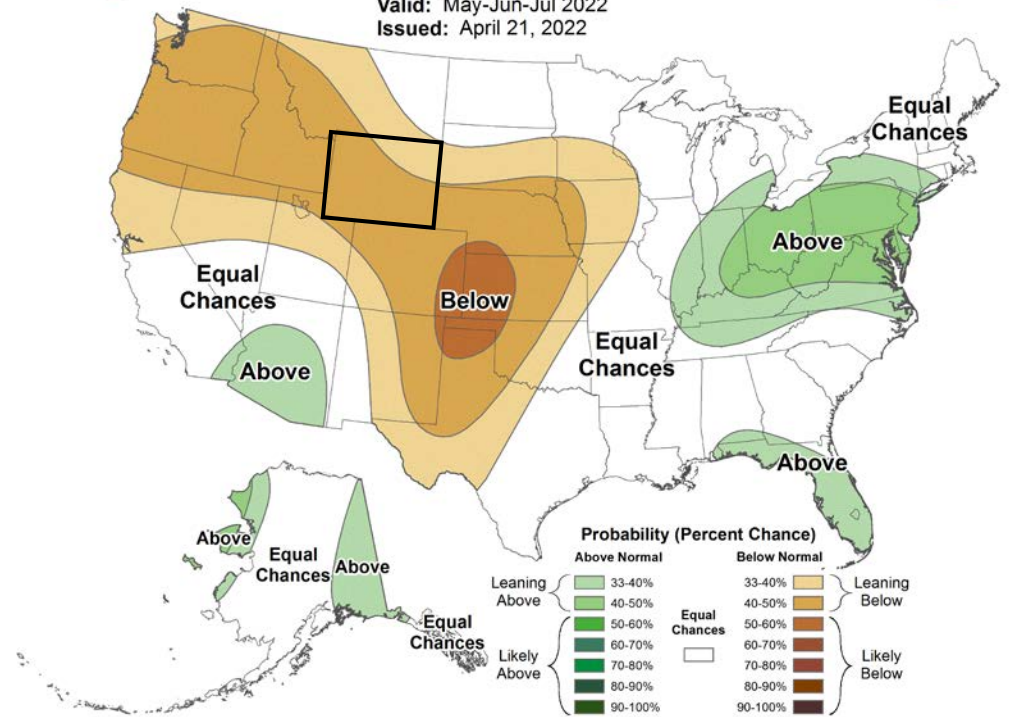 Valid: May-Jun-Jul 2022
Issued: April 21, 2022
Equal
Chances
Above
Below
Equal
Chances
Equal
Chances
Above
Above
Above
Equal
Chances
Above
Equal
Chances
Probability (Percent Chance)
Above Normal
Below Normal
Leaning
Above
33-40%
40-50%
Likely
Above
50-60%
60-70%
70-80%
80-90%
90-100%
Equal
Chances
33-40%
40-50%
Leaning
Below
50-60%
60-70%
70-80%
80-90%
90-100%
Likely
Below